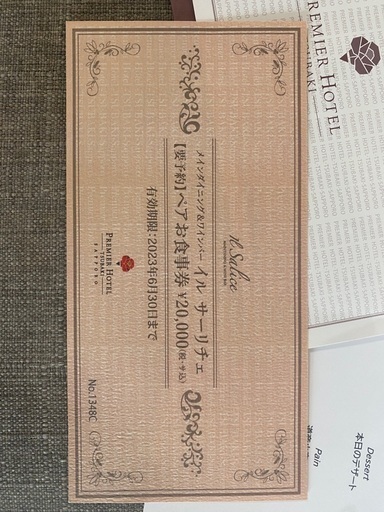 Il Salice
メインダイニング&ワインバー イル サーリチェ
【要予約】ペアお食事券 ¥20,000(税・サ込)
有効期限：2023年6月30日まで
PREMIER HOTEL
TSUBAKI
SAPPORO
No.1348C
PREMIER HOTEL
TSUBAKI
Dessert
本日のデザート
Pain